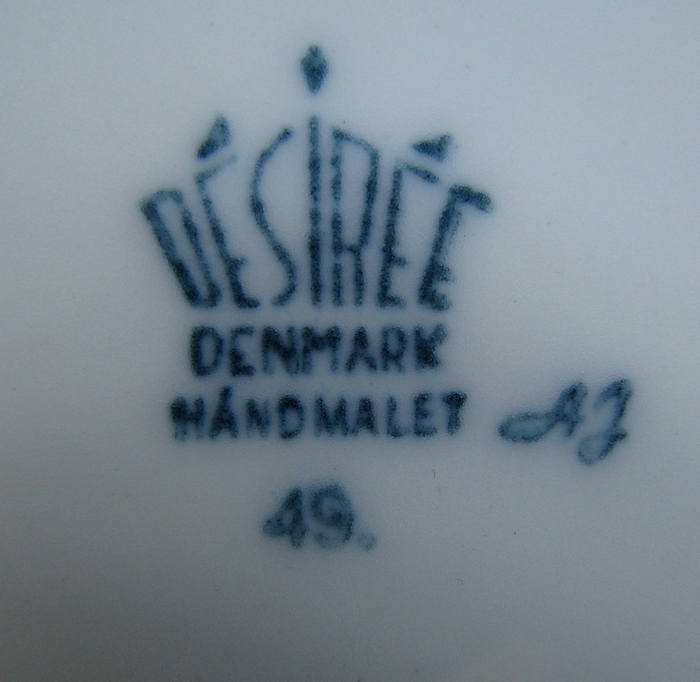 DÉSIRÉE
DENMARK
HÅNDMALET AJ
49.